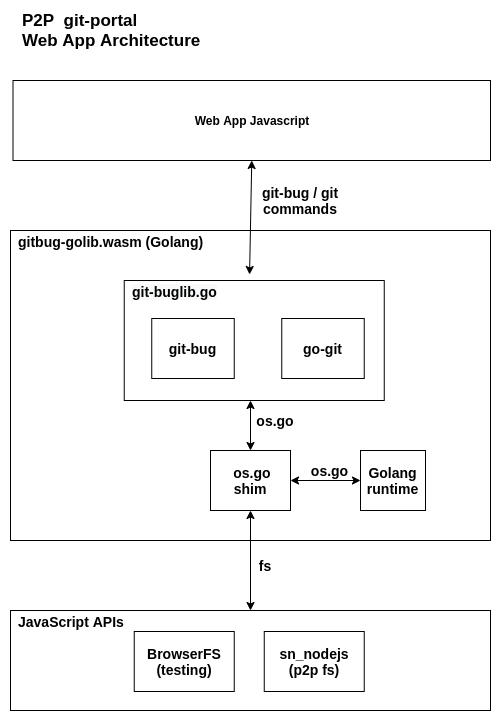 P2P  git-portal
Web App Architecture
Web App Javascript
git-bug / git
commands
gitbug-golib.wasm (Golang)
git-buglib.go
git-bug
go-git
os.go
os.go
shim
os.go
Golang
runtime
fs
JavaScript APIs
BrowserFS
(testing)
sn_nodejs
(p2p fs)